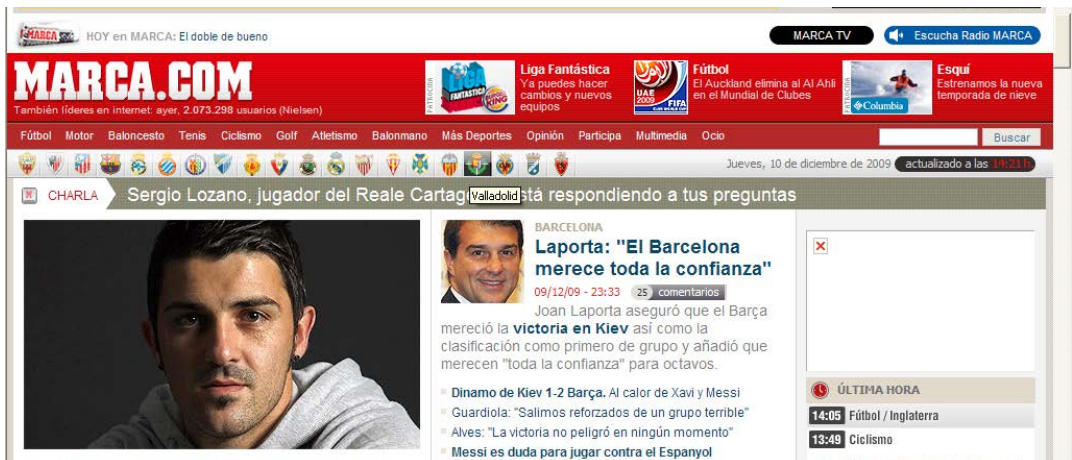 MARCA
HOY en MARCA: El doble de bueno
MARCA TV
Escucha Radio MARCA
MARCA.COM
También líderes en internet: ayer, 2.073.298 usuarios (Nielsen)
PATROCINA
FANTASTICA
Liga Fantástica
Ya puedes hacer
cambios y nuevos
equipos
UAE
2009
FIFA
Fútbol
El Auckland elimina al Al Ahli
en el Mundial de Clubes
PATROCINA
Columbia
Esquí
Estrenamos la nueva
temporada de nieve
Fútbol Motor Baloncesto Tenis Ciclismo Golf Atletismo Balonmano Más Deportes Opinión Participa Multimedia Ocio
Buscar
Jueves, 10 de diciembre de 2009 actualizado a las 14:21 h.
CHARLA Sergio Lozano, jugador del Reale Cartag Valladolid stá respondiendo a tus preguntas
BARCELONA
Laporta: "El Barcelona
merece toda la confianza"
09/12/09 - 23:33 25 comentarios
Joan Laporta aseguró que el Barça
mereció la victoria en Kiev así como la
clasificación como primero de grupo y añadió que
merecen "toda la confianza" para octavos.
Dinamo de Kiev 1-2 Barça. Al calor de Xavi y Messi
Guardiola: "Salimos reforzados de un grupo terrible"
Alves: "La victoria no peligró en ningún momento"
Messi es duda para jugar contra el Espanyol
ÚLTIMA HORA
14:05 Fútbol / Inglaterra
13:49 Ciclismo